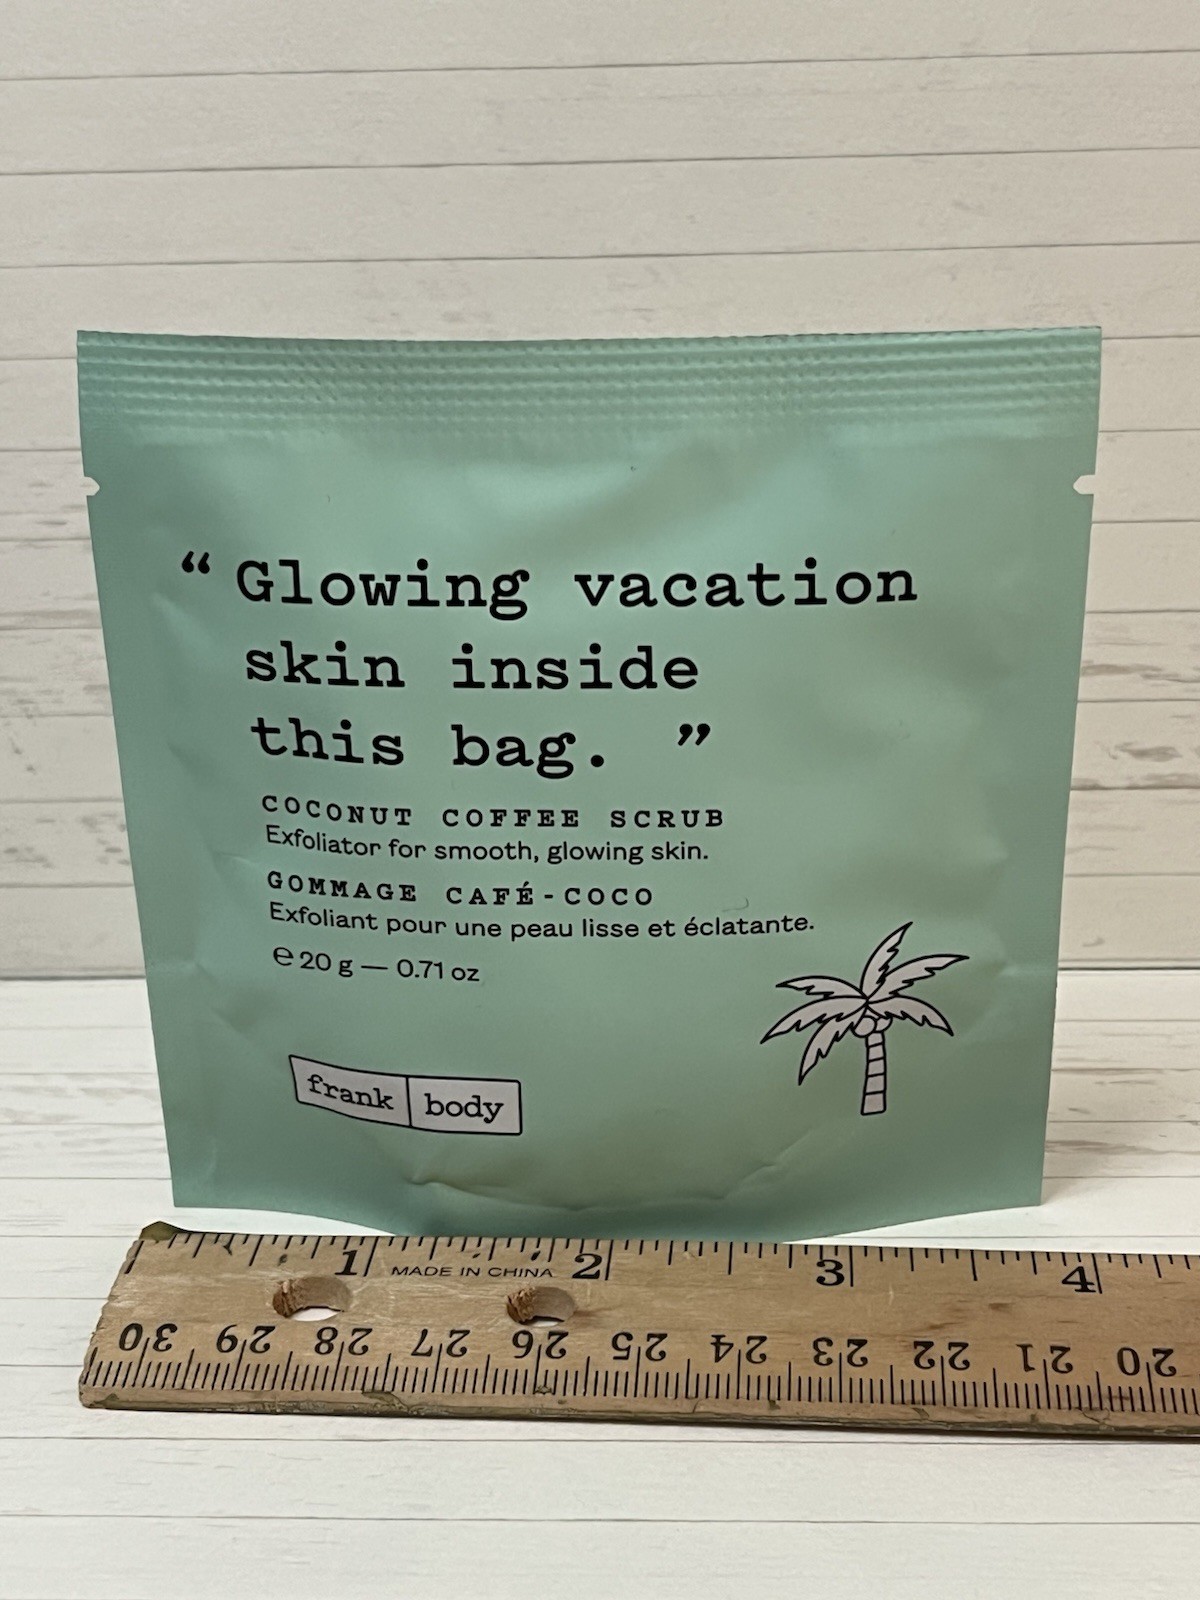 “ Glowing vacation
skin inside
this bag. ”
COCONUT COFFEE SCRUB
Exfoliator for smooth, glowing skin.
GOMMAGE CAFÉ-COCO
Exfoliant pour une peau lisse et éclatante.
℮ 20 g — 0.71 oz
frank body
1 MADE IN CHINA 2 3 4
30 29 28 27 26 25 24 23 22 21 20